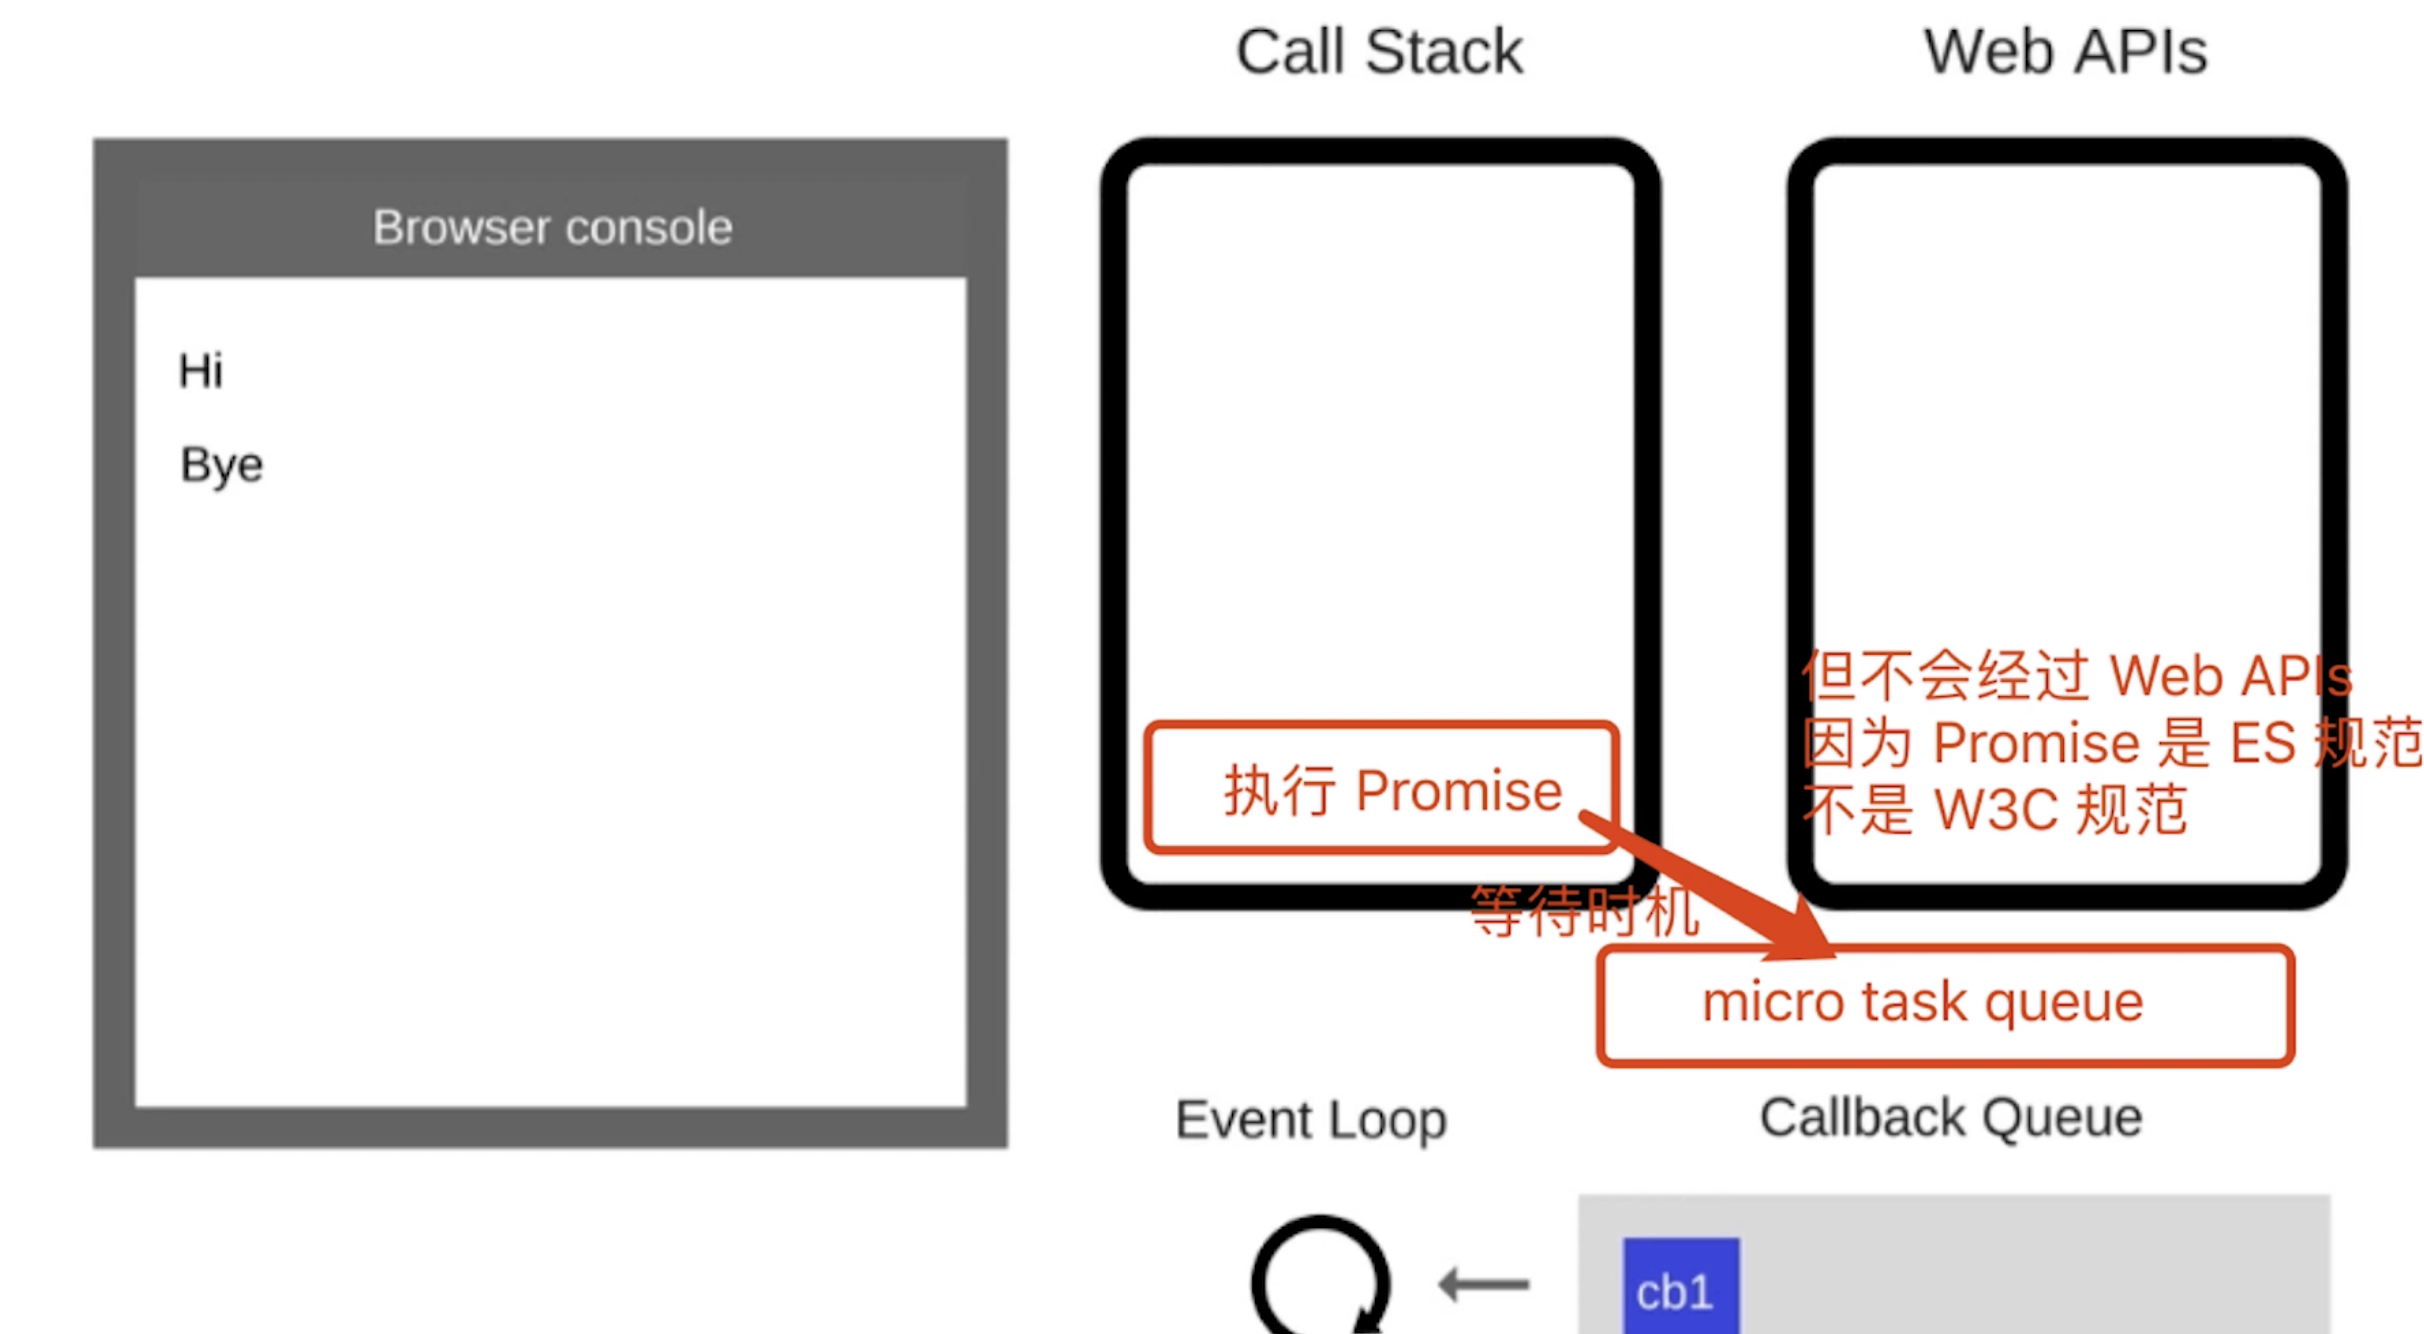 Call Stack
Web APIs
Browser console
Hi
Bye
但不会经过 Web APIs
因为 Promise 是 ES 规范
不是 W3C 规范
执行 Promise
等待时机
micro task queue
Event Loop
Callback Queue
cb1